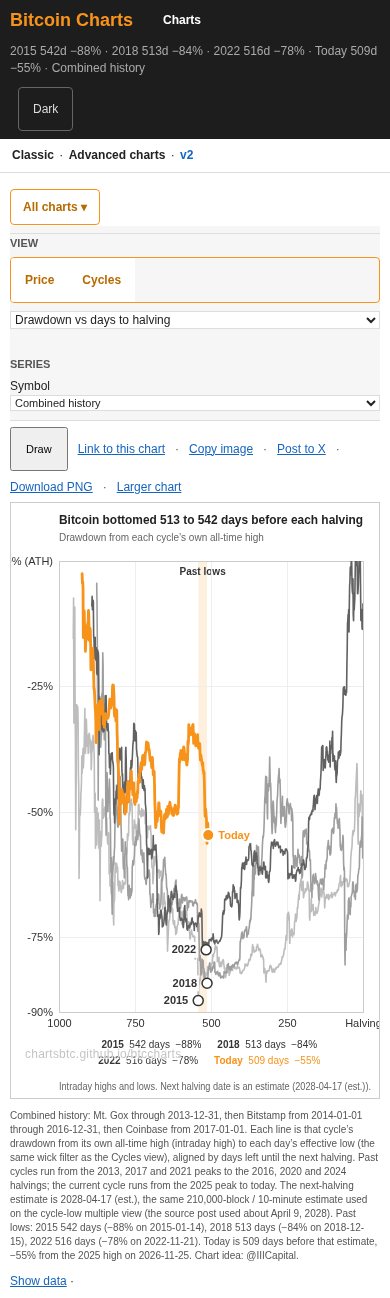 Bitcoin Charts Charts
2015 542d −88% · 2018 513d −84% · 2022 516d −78% · Today 509d
−55% · Combined history
Dark
Classic · Advanced charts · v2
All charts ▾
VIEW
Price Cycles
Drawdown vs days to halving
SERIES
Symbol
Combined history
Draw Link to this chart · Copy image · Post to X ·
Download PNG · Larger chart
Bitcoin bottomed 513 to 542 days before each halving
Drawdown from each cycle's own all-time high
% (ATH)
Past lows
-25%
-50%
Today
-75%
2022
2018
2015
-90%
1000 750 500 250 Halving
2015 542 days −88% 2018 513 days −84%
chartsbtc.github.io/btccharts
2022 516 days −78% Today 509 days −55%
Intraday highs and lows. Next halving date is an estimate (2028-04-17 (est.)).
Combined history: Mt. Gox through 2013-12-31, then Bitstamp from 2014-01-01
through 2016-12-31, then Coinbase from 2017-01-01. Each line is that cycle's
drawdown from its own all-time high (intraday high) to each day's effective low (the
same wick filter as the Cycles view), aligned by days left until the next halving. Past
cycles run from the 2013, 2017 and 2021 peaks to the 2016, 2020 and 2024
halvings; the current cycle runs from the 2025 peak to today. The next-halving
estimate is 2028-04-17 (est.), the same 210,000-block / 10-minute estimate used
on the cycle-low multiple view (the source post used about April 9, 2028). Past
lows: 2015 542 days (−88% on 2015-01-14), 2018 513 days (−84% on 2018-12-
15), 2022 516 days (−78% on 2022-11-21). Today is 509 days before that estimate,
−55% from the 2025 high on 2026-11-25. Chart idea: @IIICapital.
Show data ·